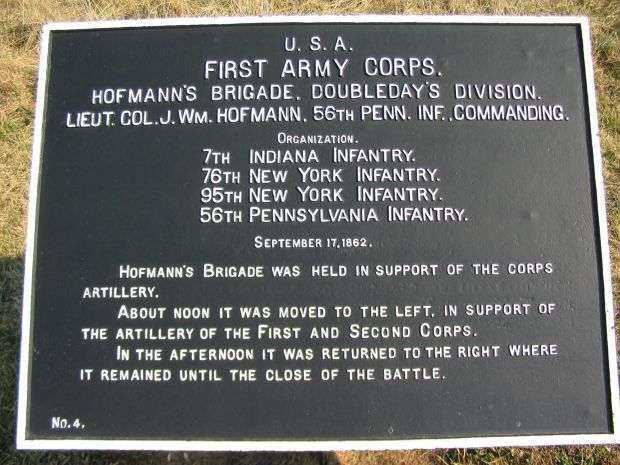 U.S.A.
FIRST ARMY CORPS.
HOFMANN'S BRIGADE, DOUBLEDAY'S DIVISION.
LIEUT. COL. J. WM. HOFMANN, 56TH PENN. INF., COMMANDING.
ORGANIZATION.
7TH INDIANA INFANTRY.
76TH NEW YORK INFANTRY.
95TH NEW YORK INFANTRY.
56TH PENNSYLVANIA INFANTRY.
SEPTEMBER 17, 1862.
HOFMANN'S BRIGADE WAS HELD IN SUPPORT OF THE CORPS
ARTILLERY.
ABOUT NOON IT WAS MOVED TO THE LEFT, IN SUPPORT OF
THE ARTILLERY OF THE FIRST AND SECOND CORPS.
IN THE AFTERNOON IT WAS RETURNED TO THE RIGHT WHERE
IT REMAINED UNTIL THE CLOSE OF THE BATTLE.
No. 4.